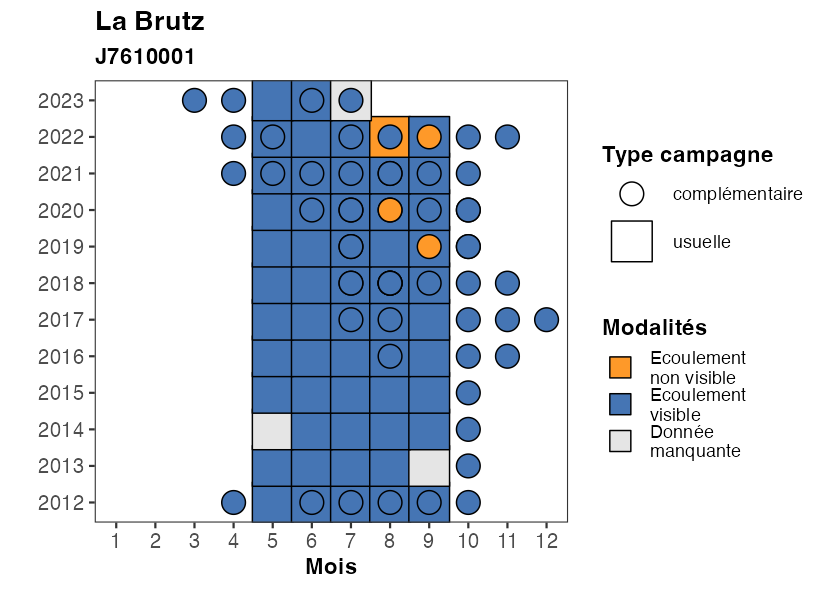 La Brutz
J7610001
2023
2022
2021
2020
2019
2018
2017
2016
2015
2014
2013
2012
1 2 3 4 5 6 7 8 9 10 11 12
Mois
Type campagne
complémentaire
usuelle
Modalités
Ecoulement
non visible
Ecoulement
visible
Donnée
manquante